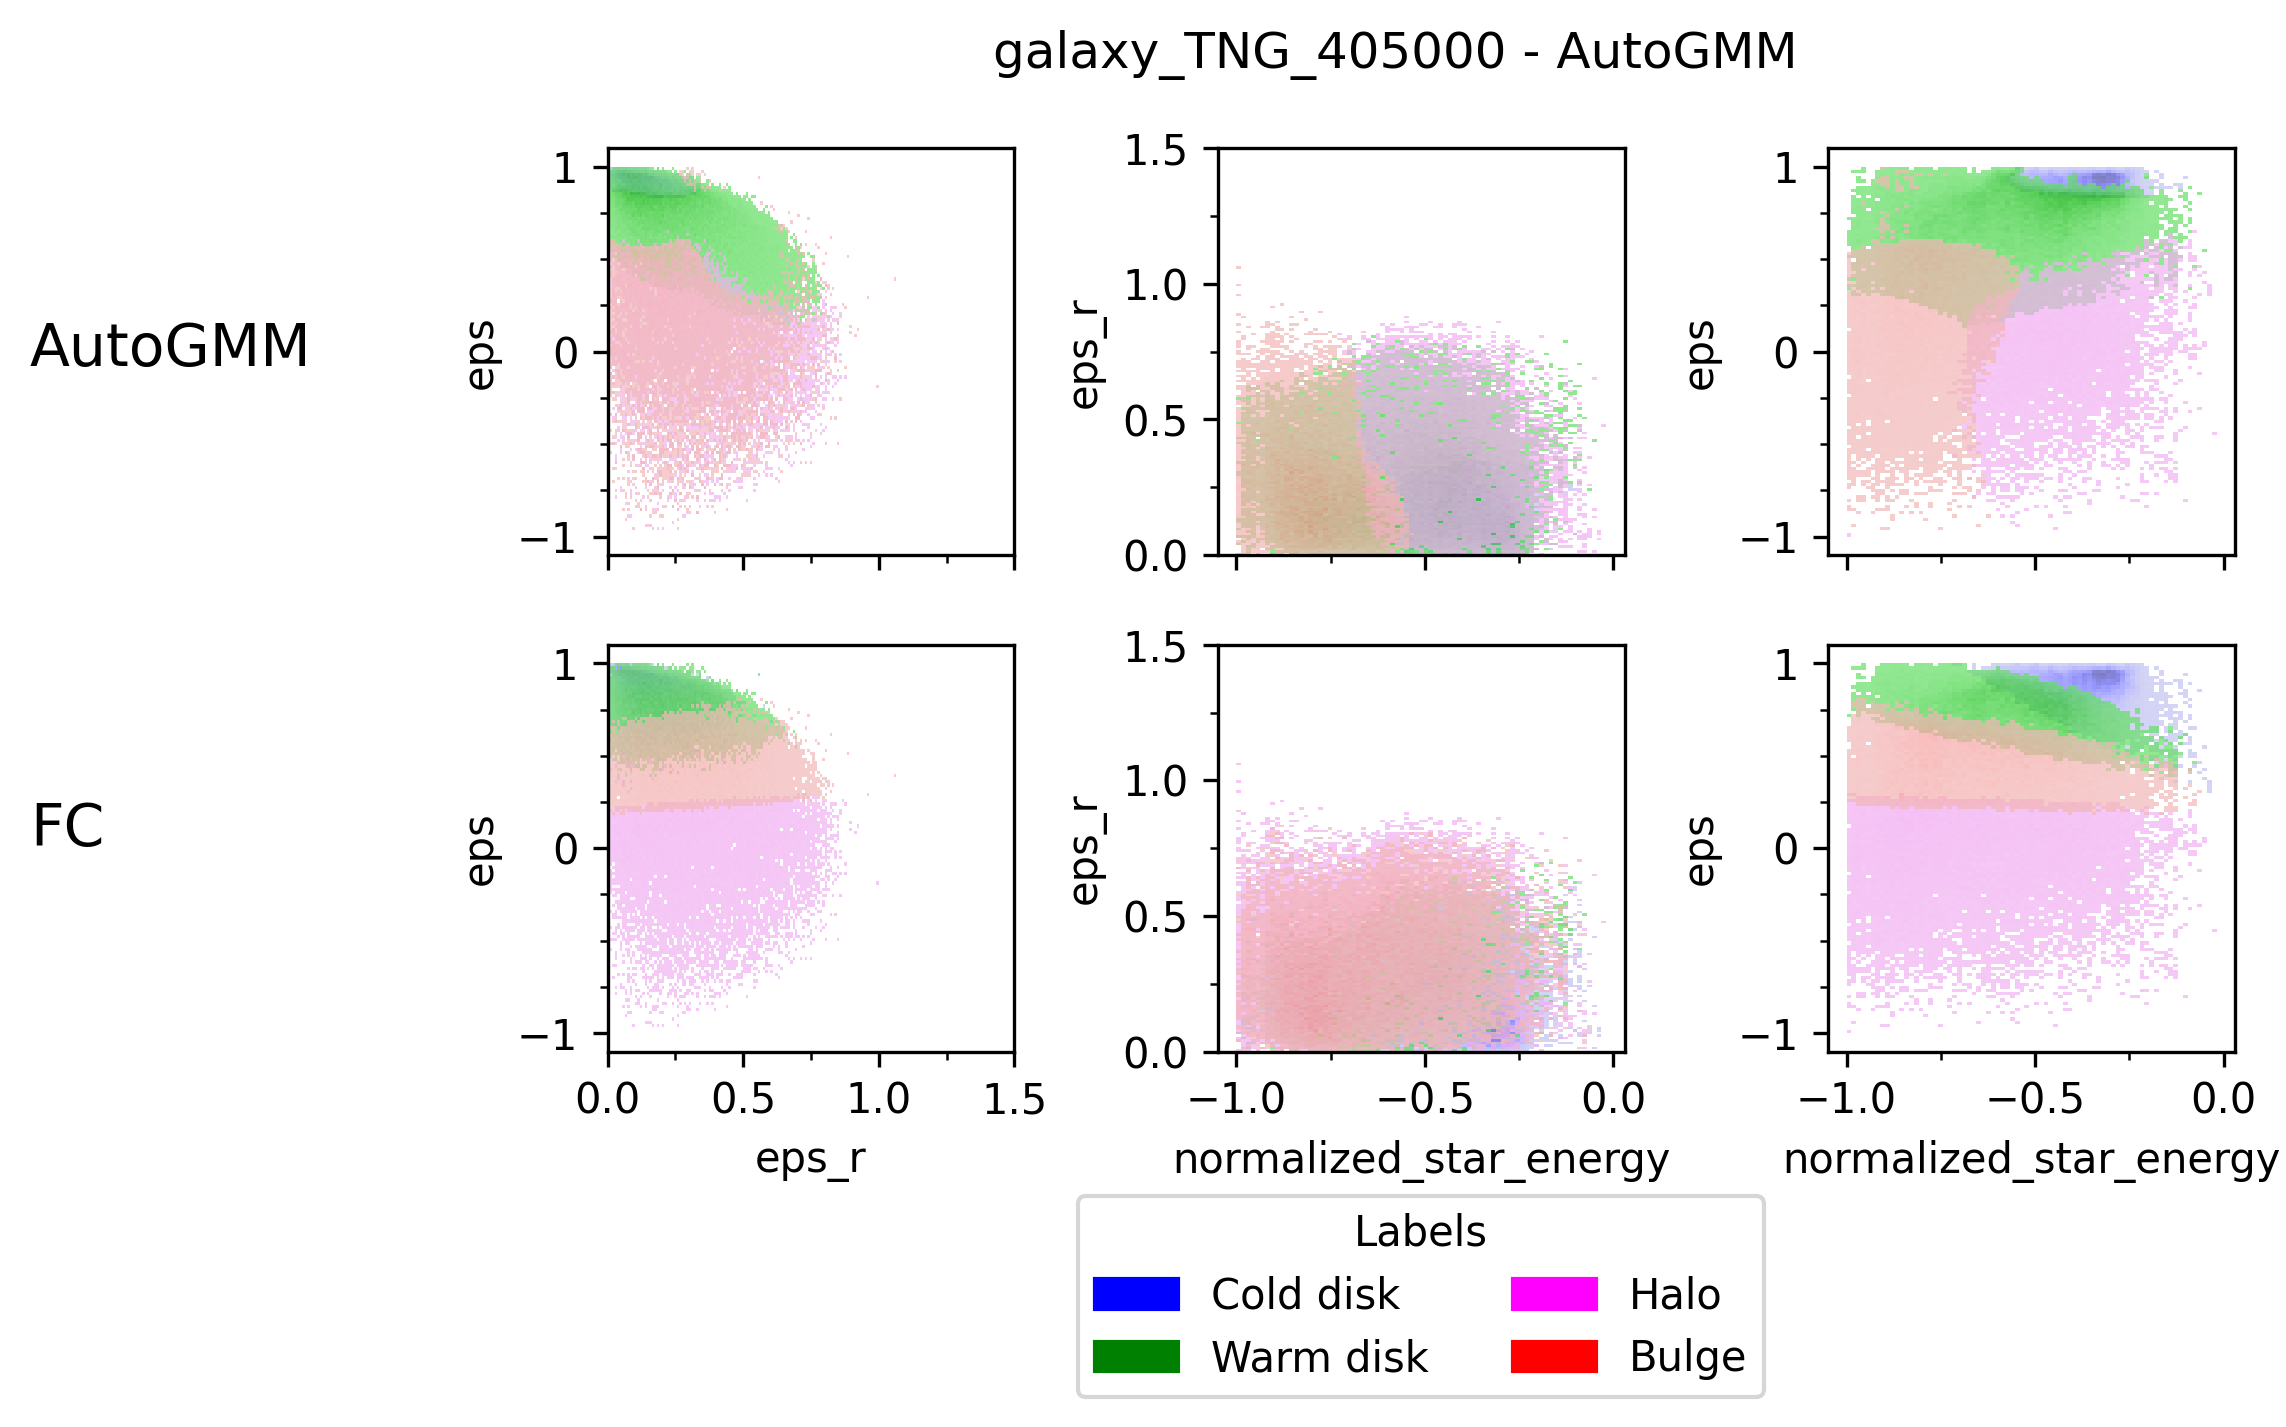 galaxy_TNG_405000 - AutoGMM
AutoGMM
eps
1
0
−1
eps_r
1.5
1.0
0.5
0.0
eps
1
0
−1
FC
eps
1
0
−1
0.0 0.5 1.0 1.5
eps_r
eps_r
1.5
1.0
0.5
0.0
−1.0 −0.5 0.0
normalized_star_energy
eps
1
0
−1
−1.0 −0.5 0.0
normalized_star_energy
Labels
Cold disk
Warm disk
Halo
Bulge